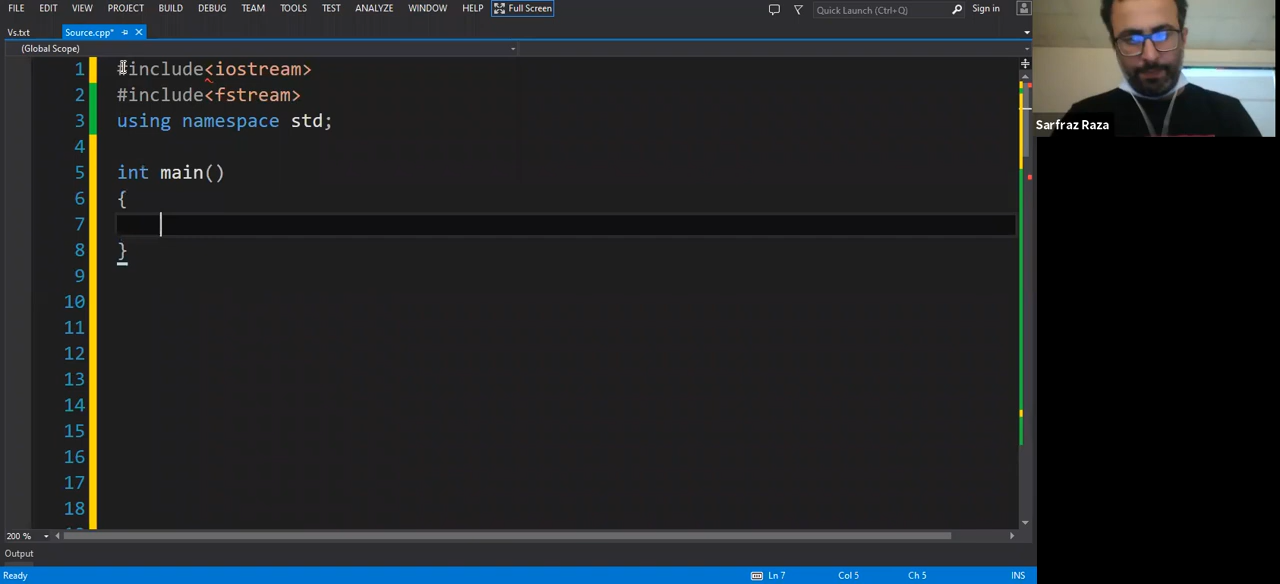 FILE EDIT VIEW PROJECT BUILD DEBUG TEAM TOOLS TEST ANALYZE WINDOW HELP Full Screen Quick Launch (Ctrl+Q) Sign in
Vs.txt Source.cpp*
(Global Scope)
1 #include<iostream>
2 #include<fstream>
3 using namespace std;
4
5 int main()
6 {
7
8 }
9
10
11
12
13
14
15
16
17
18
200 %
Output
Ready Ln 7 Col 5 Ch 5 INS
Sarfraz Raza